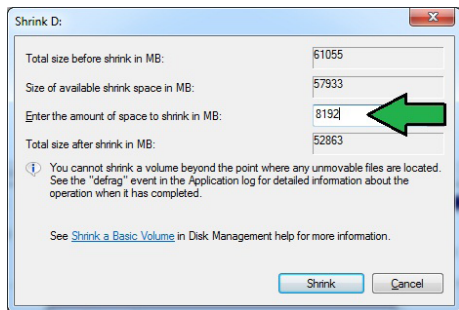 Shrink D:
Total size before shrink in MB: 61055
Size of available shrink space in MB: 57933
Enter the amount of space to shrink in MB: 8192
Total size after shrink in MB: 52863
You cannot shrink a volume beyond the point where any unmovable files are located.
See the "defrag" event in the Application log for detailed information about the
operation when it has completed.
See Shrink a Basic Volume in Disk Management help for more information.
Shrink Cancel